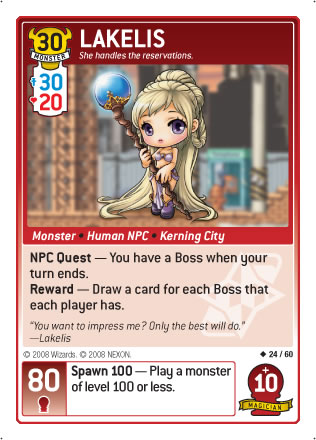 30
MONSTER
LAKELIS
She handles the reservations.
30
20
Monster • Human NPC • Kerning City
NPC Quest — You have a Boss when your
turn ends.
Reward — Draw a card for each Boss that
each player has.
"You want to impress me? Only the best will do."
—Lakelis
© 2008 Wizards. © 2008 NEXON.
◆ 24 / 60
80
Spawn 100 — Play a monster
of level 100 or less.
+
10
MAGICIAN